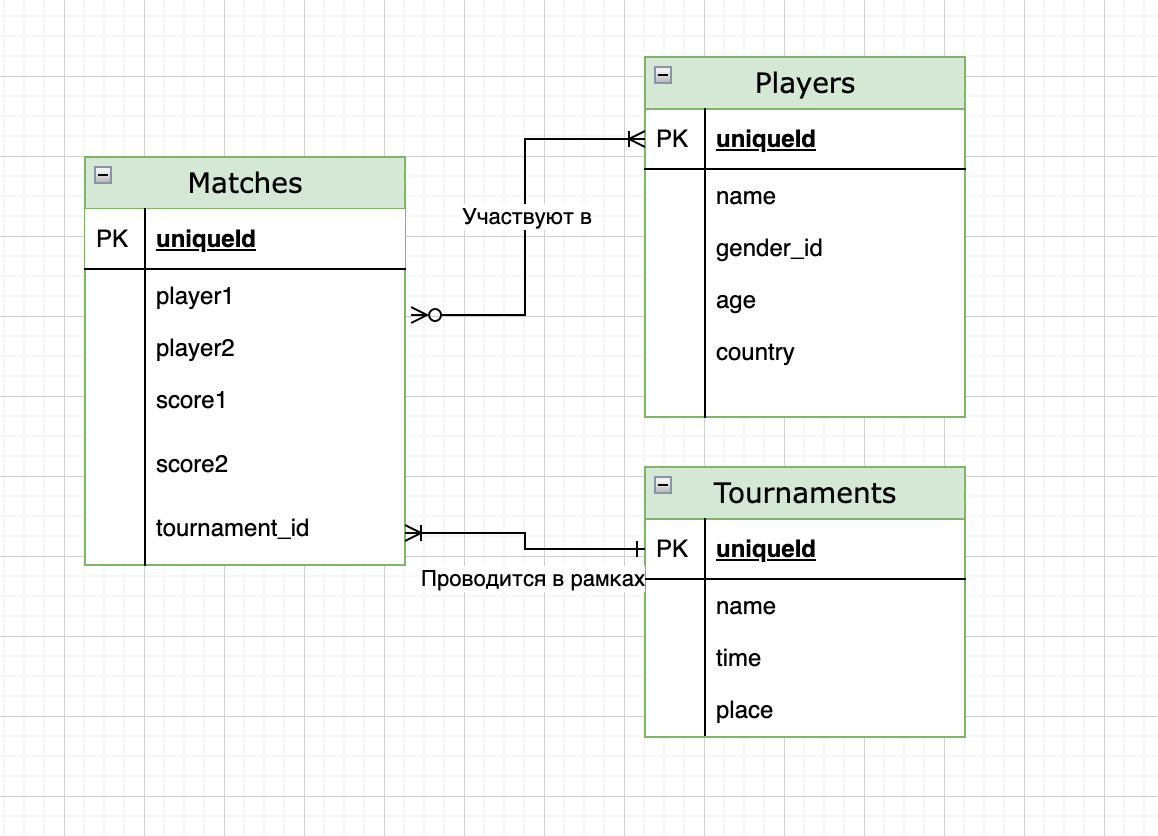 Players
PK uniqueId
name
gender_id
age
country
Matches
PK uniqueId
player1
player2
score1
score2
tournament_id
Участвуют в
Проводится в рамках
Tournaments
PK uniqueId
name
time
place